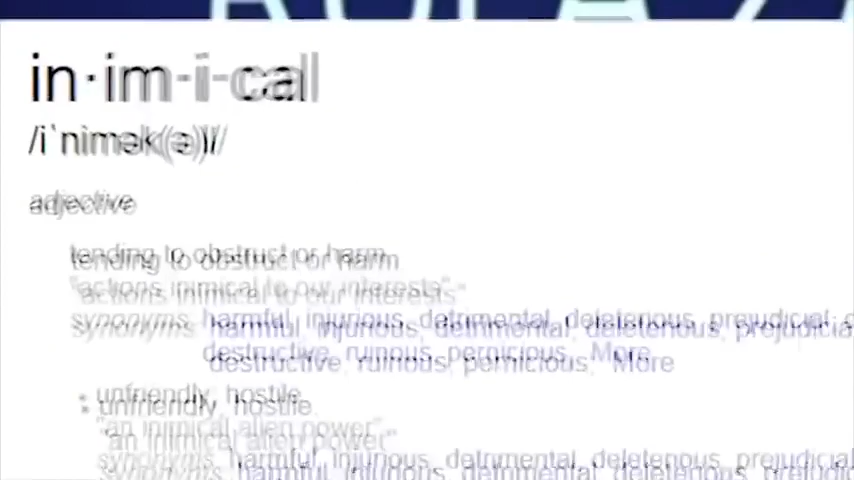 in·im·i·cal
adjective
tending to obstruct or harm
"actions inimical to our interests"
synonyms harmful, injurious, detrimental, deleterious, prejudicial,
destructive, ruinous, pernicious, More
• unfriendly, hostile
"an inimical alien power"
synonyms harmful, injurious, detrimental, deleterious, prejudicial